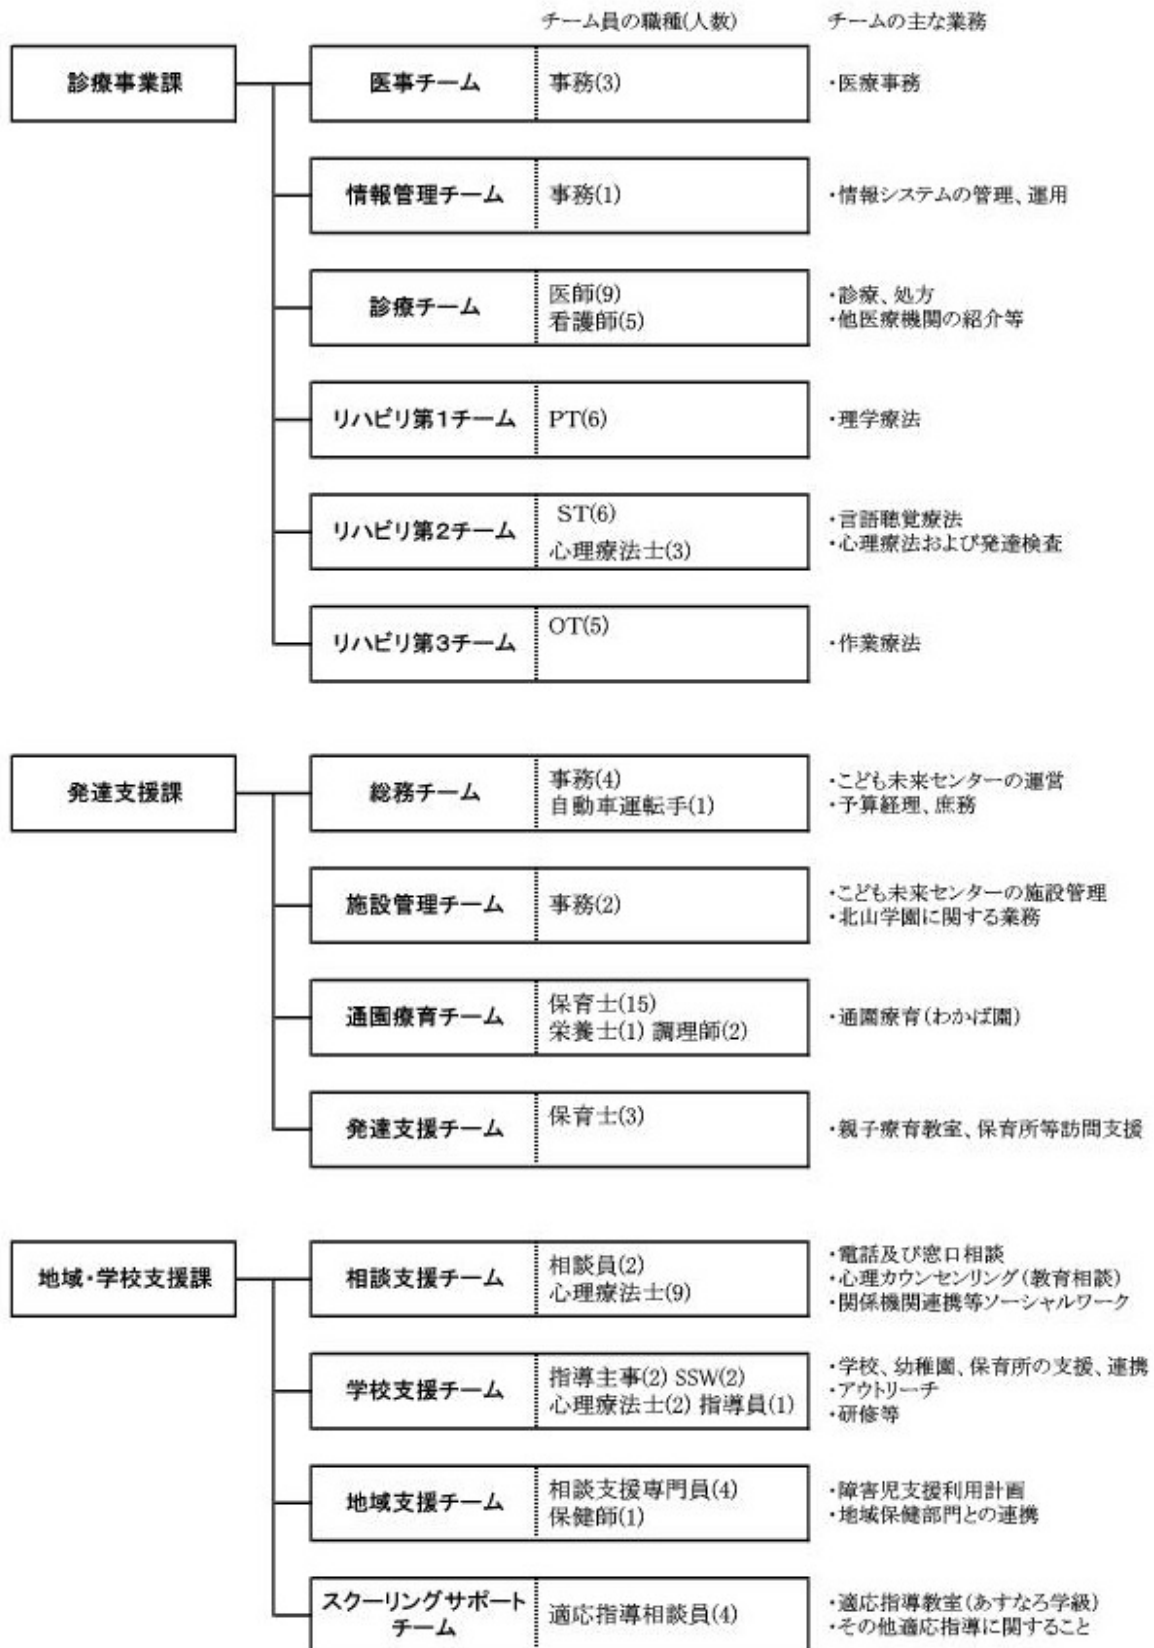 チーム員の職種(人数) チームの主な業務
診療事業課 医事チーム 事務(3) ・医療事務
情報管理チーム 事務(1) ・情報システムの管理、運用
診療チーム
医師(9)
看護師(5)
・診療、処方
・他医療機関の紹介等
リハビリ第1チーム PT(6) ・理学療法
リハビリ第2チーム
ST(6)
心理療法士(3)
・言語聴覚療法
・心理療法および発達検査
リハビリ第3チーム OT(5) ・作業療法
発達支援課 総務チーム
事務(4)
自動車運転手(1)
・こども未来センターの運営
・予算経理、庶務
施設管理チーム 事務(2)
・こども未来センターの施設管理
・北山学園に関する業務
通園療育チーム
保育士(15)
栄養士(1) 調理師(2)
・通園療育(わかば園)
発達支援チーム 保育士(3) ・親子療育教室、保育所等訪問支援
地域・学校支援課 相談支援チーム
相談員(2)
心理療法士(9)
・電話及び窓口相談
・心理カウンセンリング(教育相談)
・関係機関連携等ソーシャルワーク
学校支援チーム
指導主事(2) SSW(2)
心理療法士(2) 指導員(1)
・学校、幼稚園、保育所の支援、連携
・アウトリーチ
・研修等
地域支援チーム
相談支援専門員(4)
保健師(1)
・障害児支援利用計画
・地域保健部門との連携
スクーリングサポート
チーム
適応指導相談員(4)
・適応指導教室(あすなろ学級)
・その他適応指導に関すること